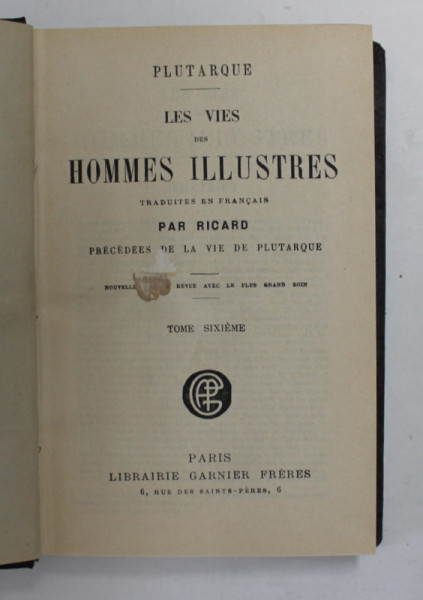 PLUTARQUE
LES VIES
DES
HOMMES ILLUSTRES
TRADUITES EN FRANÇAIS
PAR RICARD
PRÉCÉDÉES DE LA VIE DE PLUTARQUE
NOUVELLE REVUE AVEC LE PLUS GRAND SOIN
TOME SIXIÈME
PARIS
LIBRAIRIE GARNIER FRÈRES
6, RUE DES SAINTS-PÈRES, 6